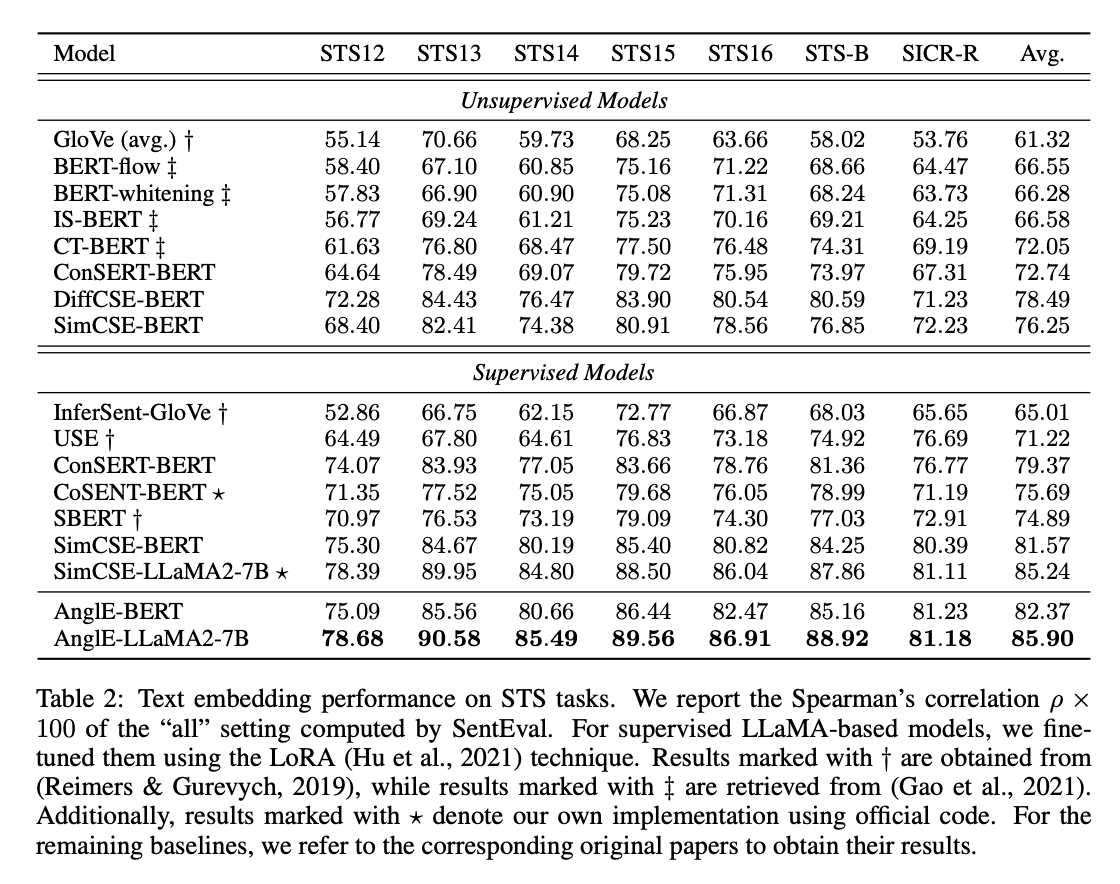 Model STS12 STS13 STS14 STS15 STS16 STS-B SICR-R Avg.
Unsupervised Models
GloVe (avg.) † 55.14 70.66 59.73 68.25 63.66 58.02 53.76 61.32
BERT-flow ‡ 58.40 67.10 60.85 75.16 71.22 68.66 64.47 66.55
BERT-whitening ‡ 57.83 66.90 60.90 75.08 71.31 68.24 63.73 66.28
IS-BERT ‡ 56.77 69.24 61.21 75.23 70.16 69.21 64.25 66.58
CT-BERT ‡ 61.63 76.80 68.47 77.50 76.48 74.31 69.19 72.05
ConSERT-BERT 64.64 78.49 69.07 79.72 75.95 73.97 67.31 72.74
DiffCSE-BERT 72.28 84.43 76.47 83.90 80.54 80.59 71.23 78.49
SimCSE-BERT 68.40 82.41 74.38 80.91 78.56 76.85 72.23 76.25
Supervised Models
InferSent-GloVe † 52.86 66.75 62.15 72.77 66.87 68.03 65.65 65.01
USE † 64.49 67.80 64.61 76.83 73.18 74.92 76.69 71.22
ConSERT-BERT 74.07 83.93 77.05 83.66 78.76 81.36 76.77 79.37
CoSENT-BERT ⋆ 71.35 77.52 75.05 79.68 76.05 78.99 71.19 75.69
SBERT † 70.97 76.53 73.19 79.09 74.30 77.03 72.91 74.89
SimCSE-BERT 75.30 84.67 80.19 85.40 80.82 84.25 80.39 81.57
SimCSE-LLaMA2-7B ⋆ 78.39 89.95 84.80 88.50 86.04 87.86 81.11 85.24
AnglE-BERT 75.09 85.56 80.66 86.44 82.47 85.16 81.23 82.37
AnglE-LLaMA2-7B 78.68 90.58 85.49 89.56 86.91 88.92 81.18 85.90
Table 2: Text embedding performance on STS tasks. We report the Spearman's correlation ρ ×
100 of the “all” setting computed by SentEval. For supervised LLaMA-based models, we fine-
tuned them using the LoRA (Hu et al., 2021) technique. Results marked with † are obtained from
(Reimers & Gurevych, 2019), while results marked with ‡ are retrieved from (Gao et al., 2021).
Additionally, results marked with ⋆ denote our own implementation using official code. For the
remaining baselines, we refer to the corresponding original papers to obtain their results.